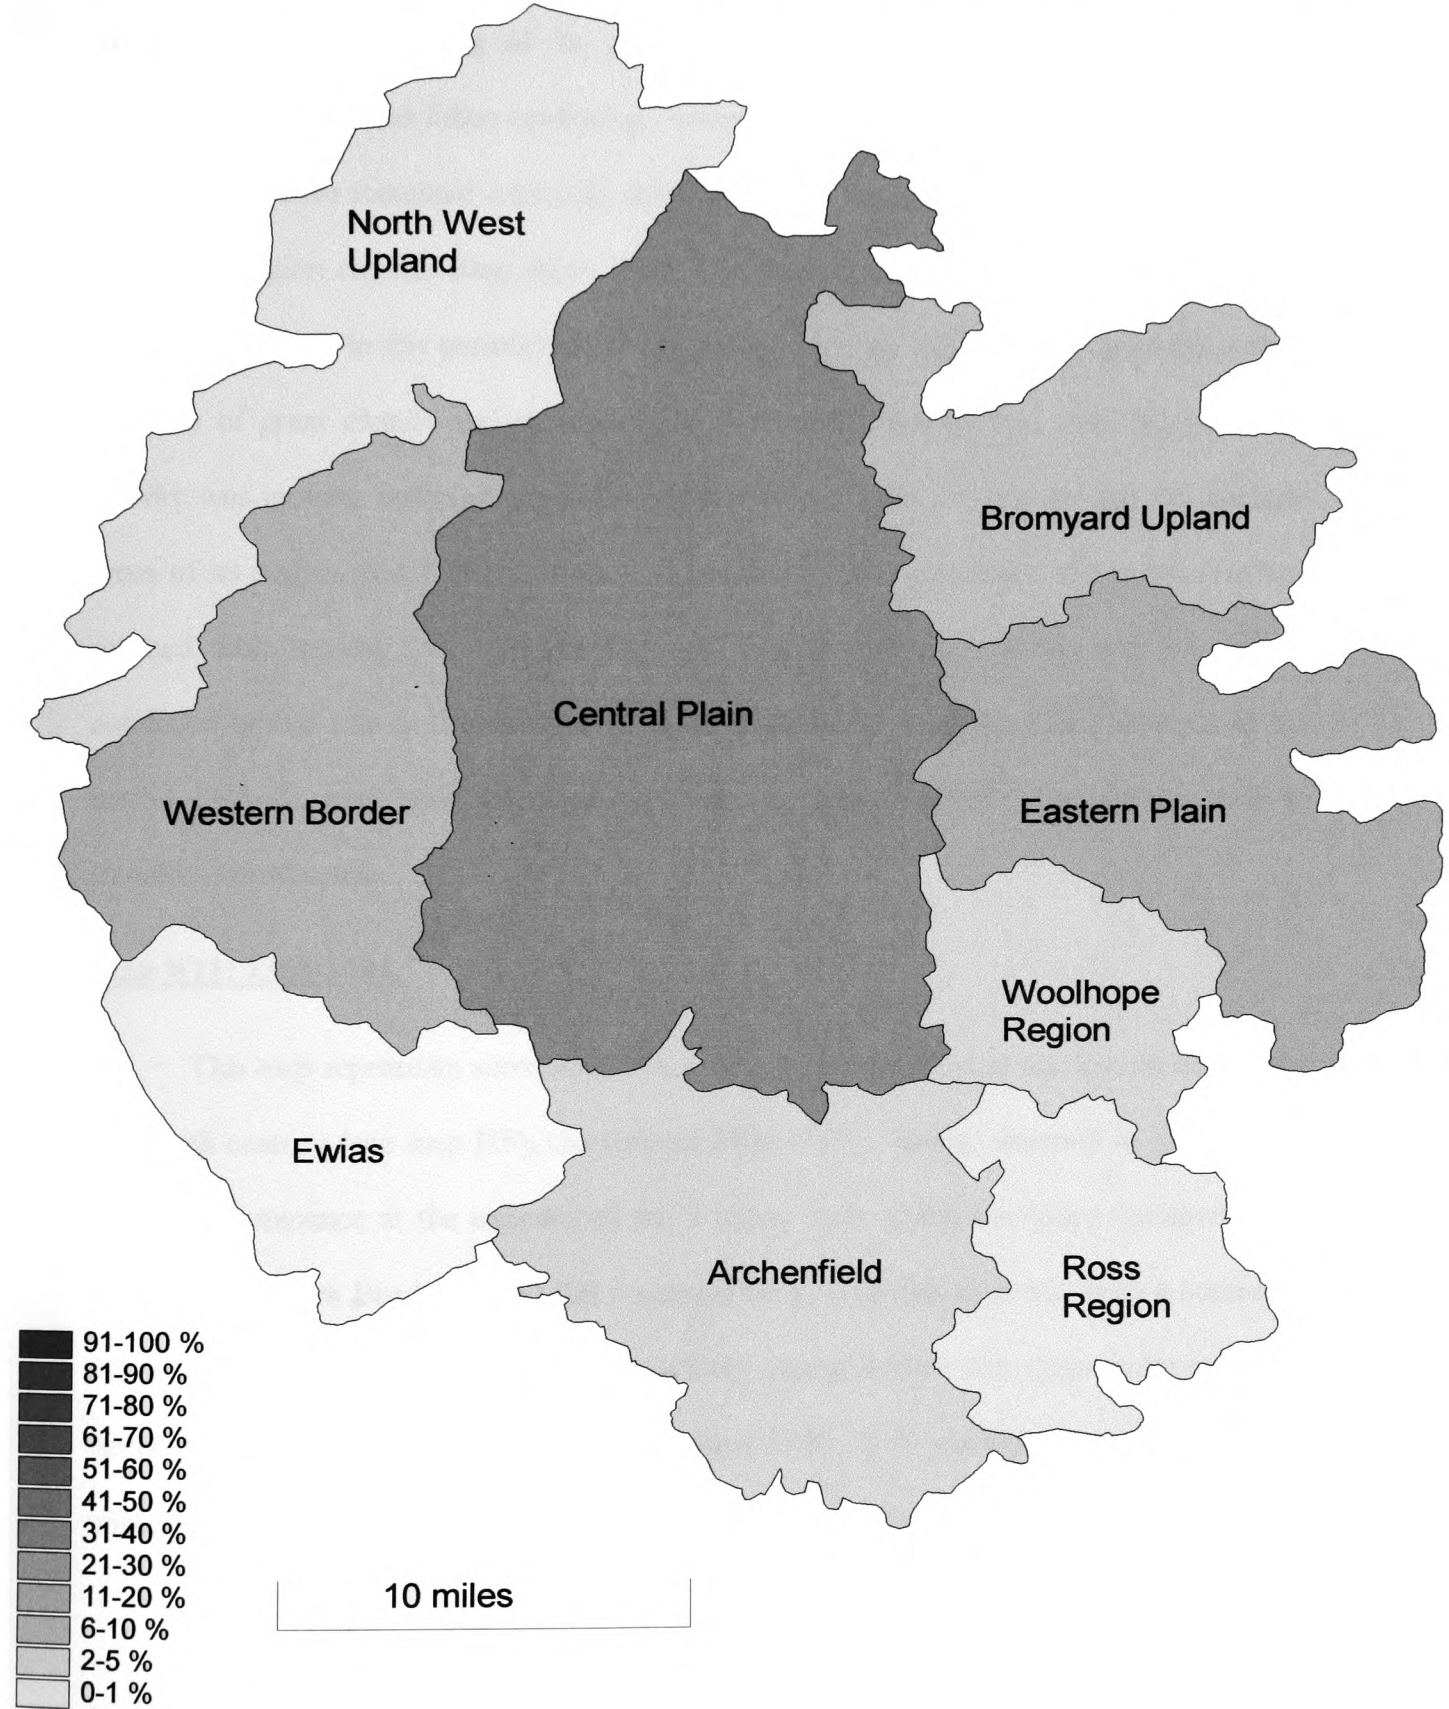 North West
Upland
Bromyard Upland
Central Plain
Western Border
Eastern Plain
Woolhope
Region
Ewias
Archenfield
Ross
Region
91-100 %
81-90 %
71-80 %
61-70 %
51-60 %
41-50 %
31-40 %
21-30 %
11-20 %
6-10 %
2-5 %
0-1 %
10 miles